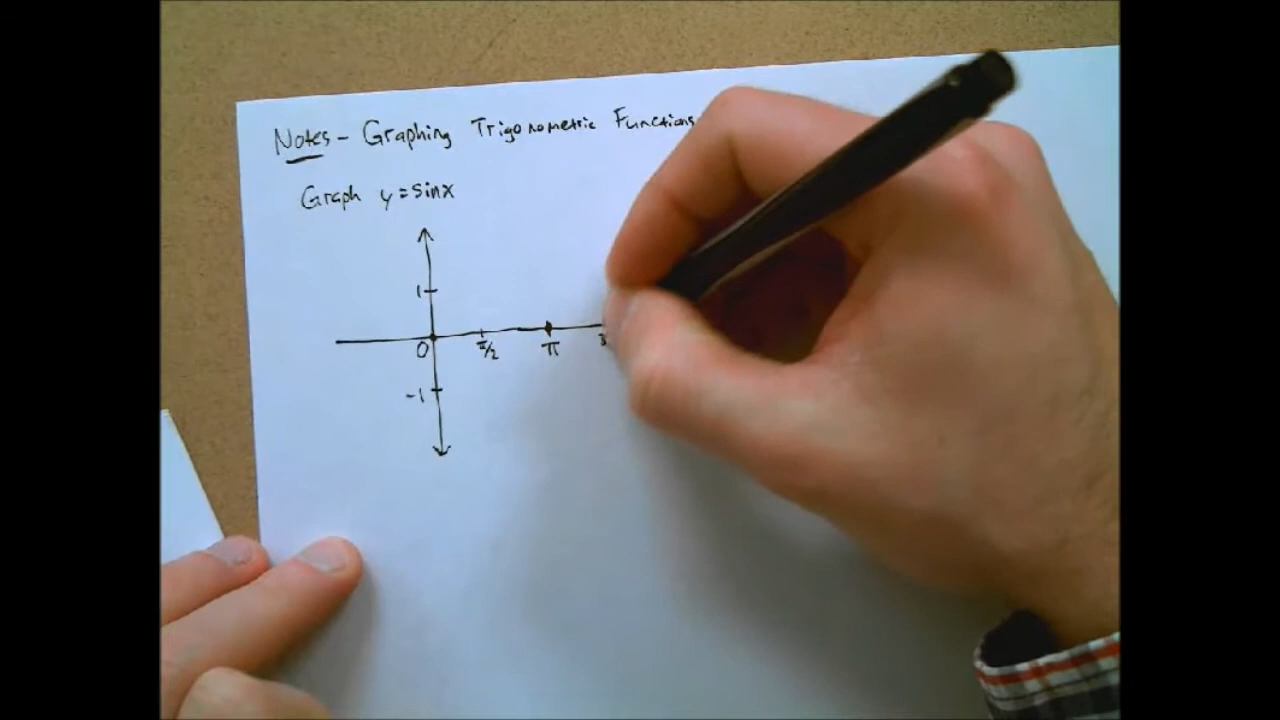 Notes - Graphing Trigonometric Functions
Graph y=sinx
1
0 π/2 π
-1